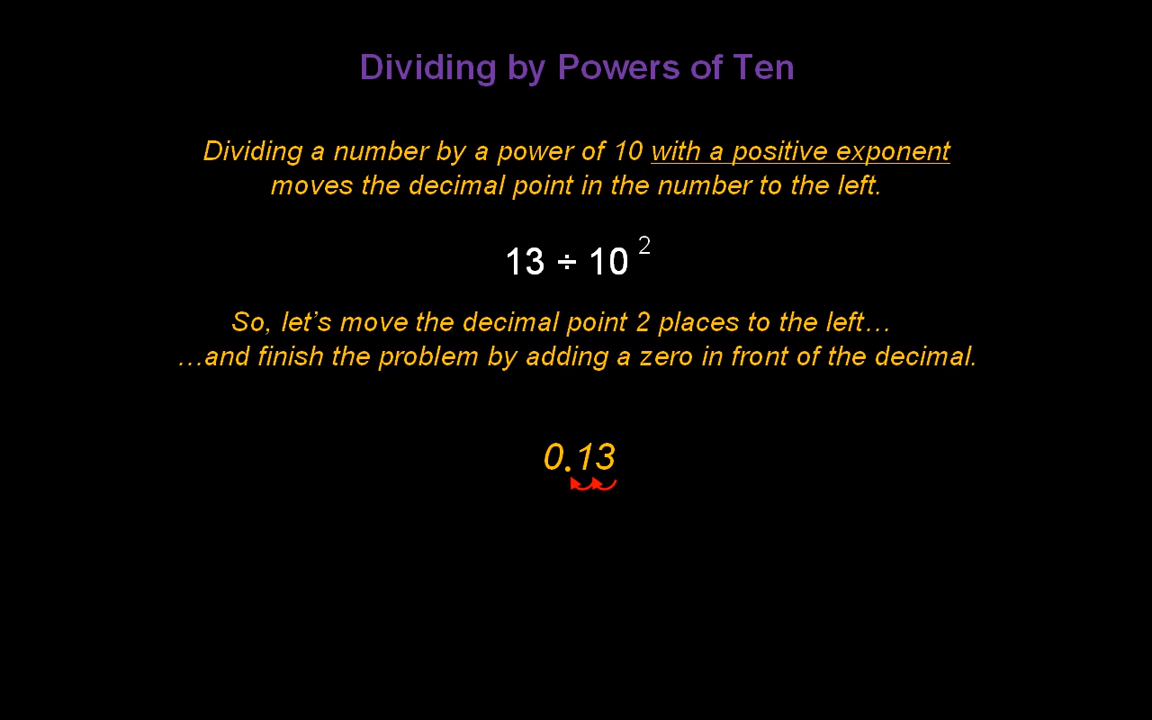 Dividing by Powers of Ten
Dividing a number by a power of 10 with a positive exponent
moves the decimal point in the number to the left.
13 ÷ 10 ²
So, let’s move the decimal point 2 places to the left…
…and finish the problem by adding a zero in front of the decimal.
0.13